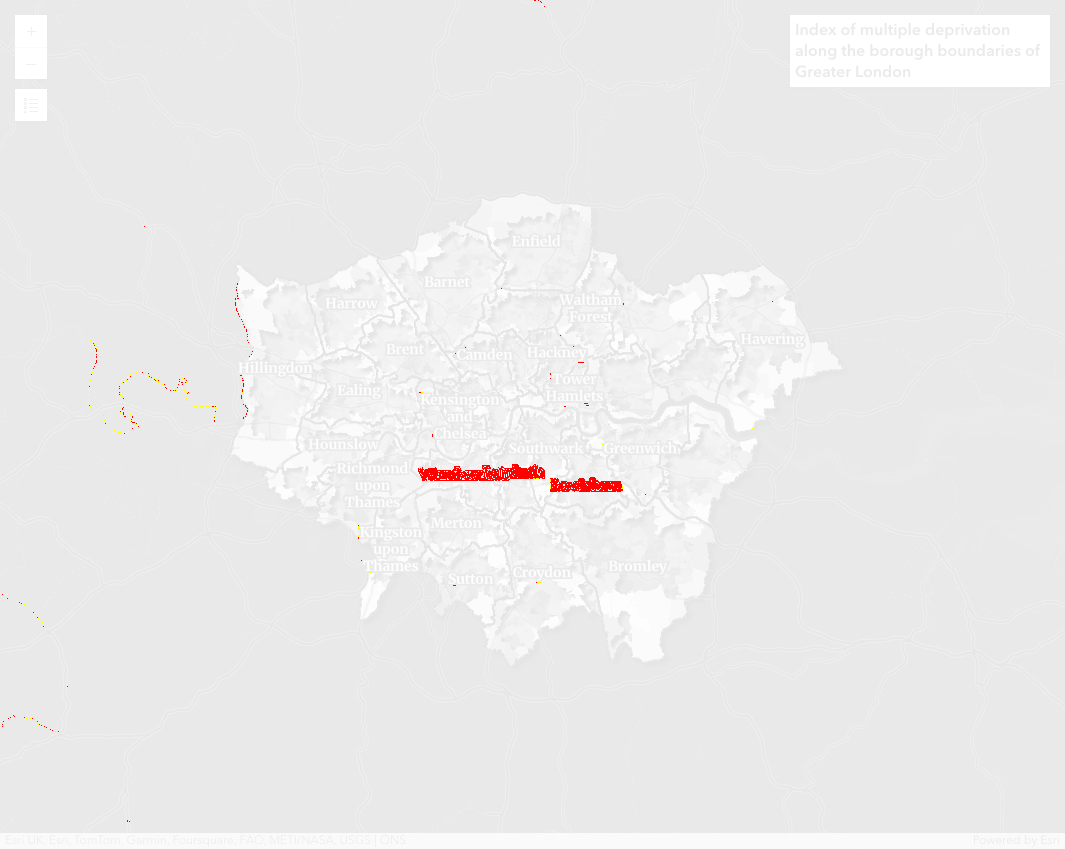 Index of multiple deprivation
along the borough boundaries of
Greater London
Enfield
Barnet
Harrow
Waltham
Forest
Havering
Brent
Camden
Hackney
Hillingdon
Tower
Hamlets
Ealing
Kensington
and
Chelsea
Hounslow
Southwark
Greenwich
Richmond
upon
Thames
Merton
Kingston
upon
Thames
Sutton
Croydon
Bromley
Esri UK, Esri, TomTom, Garmin, Foursquare, FAO, METI/NASA, USGS | ONS
Powered by Esri